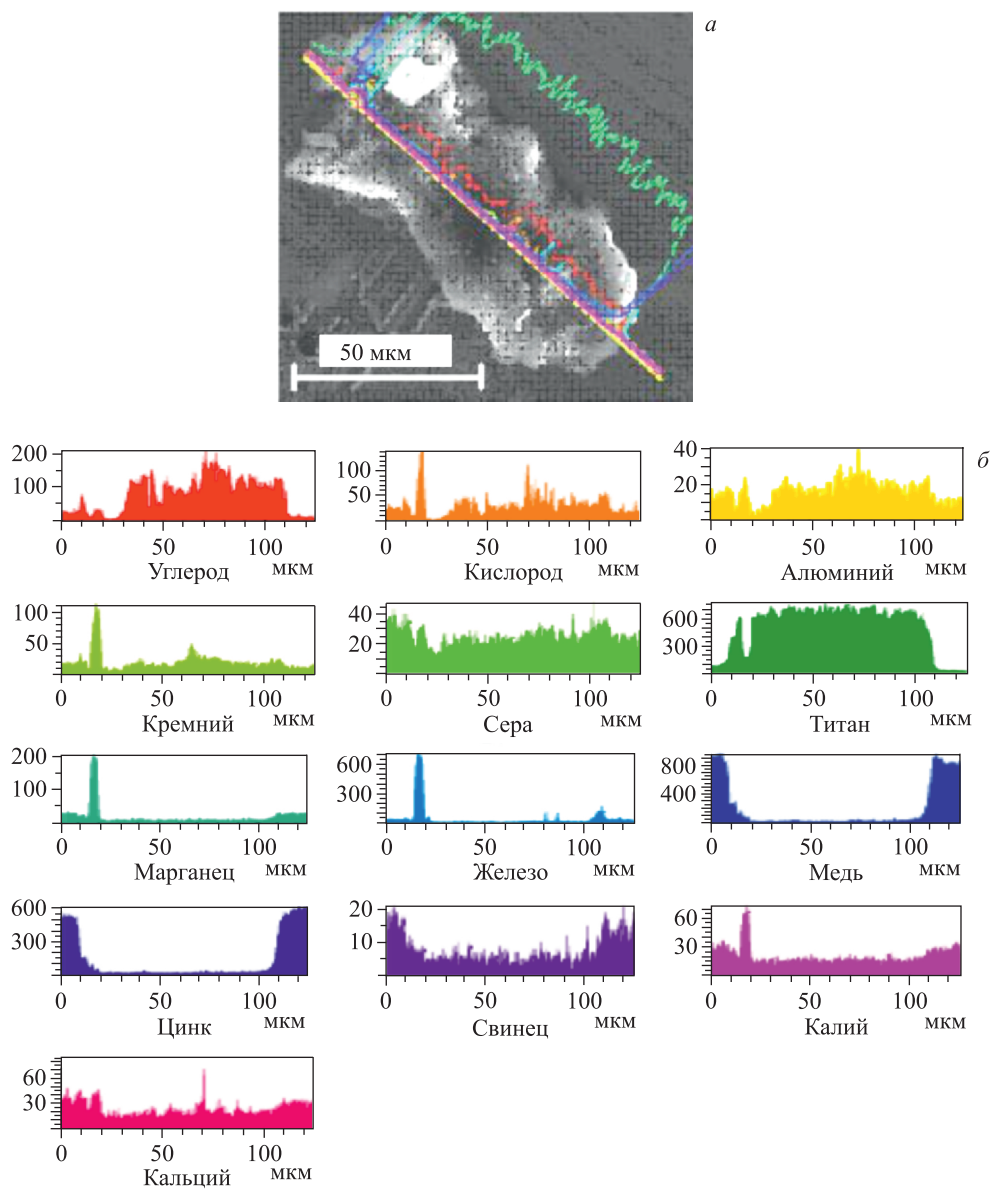 а
50 мкм
б
200
100
0 50 100
Углерод мкм
100
50
0 50 100
Кислород мкм
40
20
0 50 100
Алюминий мкм
100
50
0 50 100
Кремний мкм
40
20
0 50 100
Сера мкм
600
300
0 50 100
Титан мкм
200
100
0 50 100
Марганец мкм
600
300
0 50 100
Железо мкм
800
400
0 50 100
Медь мкм
600
300
0 50 100
Цинк мкм
20
10
0 50 100
Свинец мкм
60
30
0 50 100
Калий мкм
60
30
0 50 100
Кальций мкм